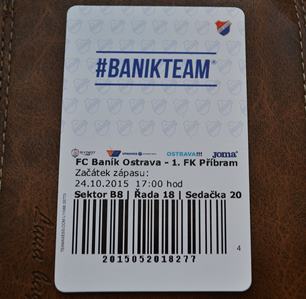 #BANIKTEAM®
OSTRAVA!!! Joma
FC Baník Ostrava - 1. FK Příbram
Začátek zápasu:
24.10.2015 17:00 hod
Sektor B8 | Řada 18 | Sedačka 20
4
2015052018277